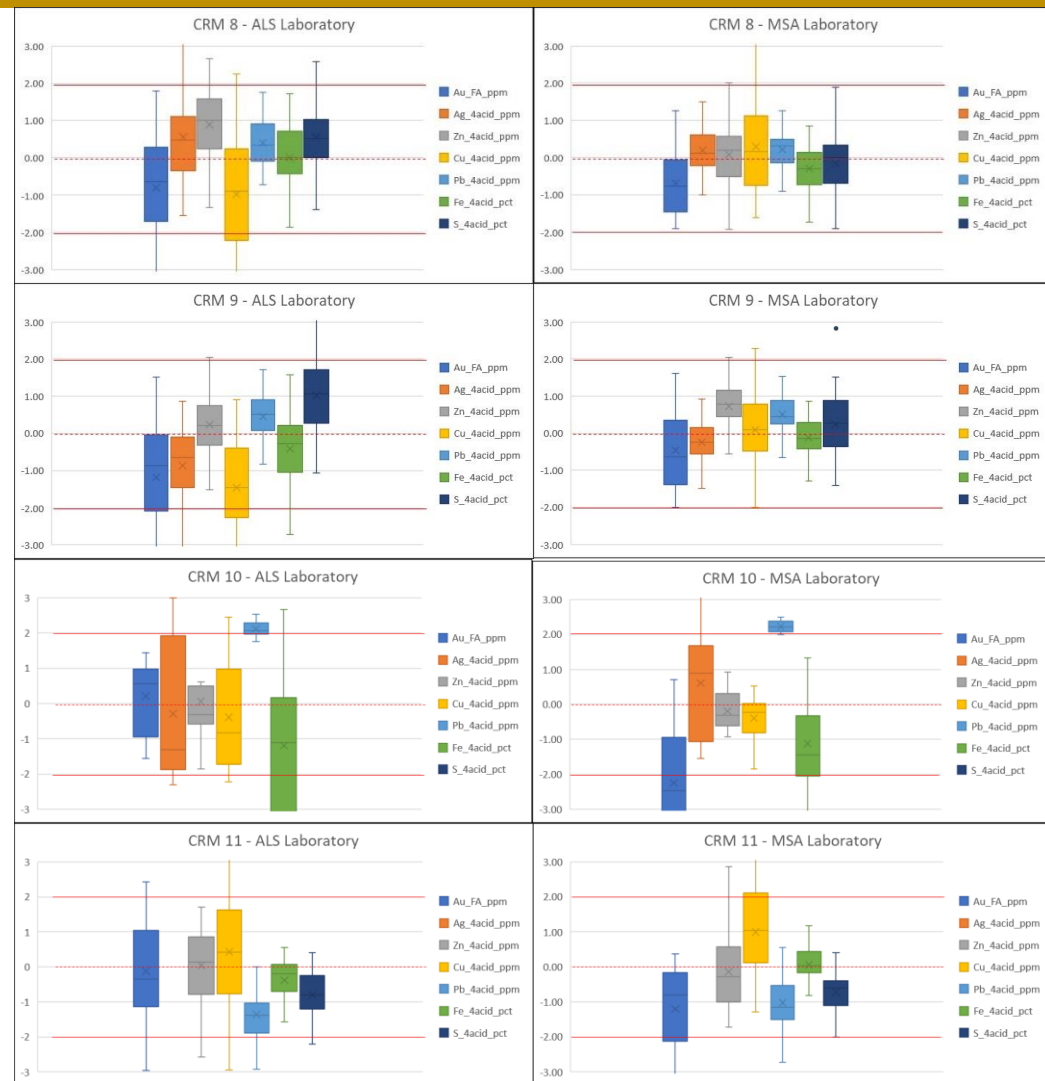 CRM 8 - ALS Laboratory
3.00
2.00
1.00
0.00
-1.00
-2.00
-3.00
Au_FA_ppm
Ag_4acid_ppm
Zn_4acid_ppm
Cu_4acid_ppm
Pb_4acid_ppm
Fe_4acid_pct
S_4acid_pct
CRM 8 - MSA Laboratory
3.00
2.00
1.00
0.00
-1.00
-2.00
-3.00
Au_FA_ppm
Ag_4acid_ppm
Zn_4acid_ppm
Cu_4acid_ppm
Pb_4acid_ppm
Fe_4acid_pct
S_4acid_pct
CRM 9 - ALS Laboratory
3.00
2.00
1.00
0.00
-1.00
-2.00
-3.00
Au_FA_ppm
Ag_4acid_ppm
Zn_4acid_ppm
Cu_4acid_ppm
Pb_4acid_ppm
Fe_4acid_pct
S_4acid_pct
CRM 9 - MSA Laboratory
3.00
2.00
1.00
0.00
-1.00
-2.00
-3.00
Au_FA_ppm
Ag_4acid_ppm
Zn_4acid_ppm
Cu_4acid_ppm
Pb_4acid_ppm
Fe_4acid_pct
S_4acid_pct
CRM 10 - ALS Laboratory
3
2
1
0
-1
-2
-3
Au_FA_ppm
Ag_4acid_ppm
Zn_4acid_ppm
Cu_4acid_ppm
Pb_4acid_ppm
Fe_4acid_pct
S_4acid_pct
CRM 10 - MSA Laboratory
3.00
2.00
1.00
0.00
-1.00
-2.00
-3.00
Au_FA_ppm
Ag_4acid_ppm
Zn_4acid_ppm
Cu_4acid_ppm
Pb_4acid_ppm
Fe_4acid_pct
S_4acid_pct
CRM 11 - ALS Laboratory
3
2
1
0
-1
-2
-3
Au_FA_ppm
Ag_4acid_ppm
Zn_4acid_ppm
Cu_4acid_ppm
Pb_4acid_ppm
Fe_4acid_pct
S_4acid_pct
CRM 11 - MSA Laboratory
3.00
2.00
1.00
0.00
-1.00
-2.00
-3.00
Au_FA_ppm
Ag_4acid_ppm
Zn_4acid_ppm
Cu_4acid_ppm
Pb_4acid_ppm
Fe_4acid_pct
S_4acid_pct